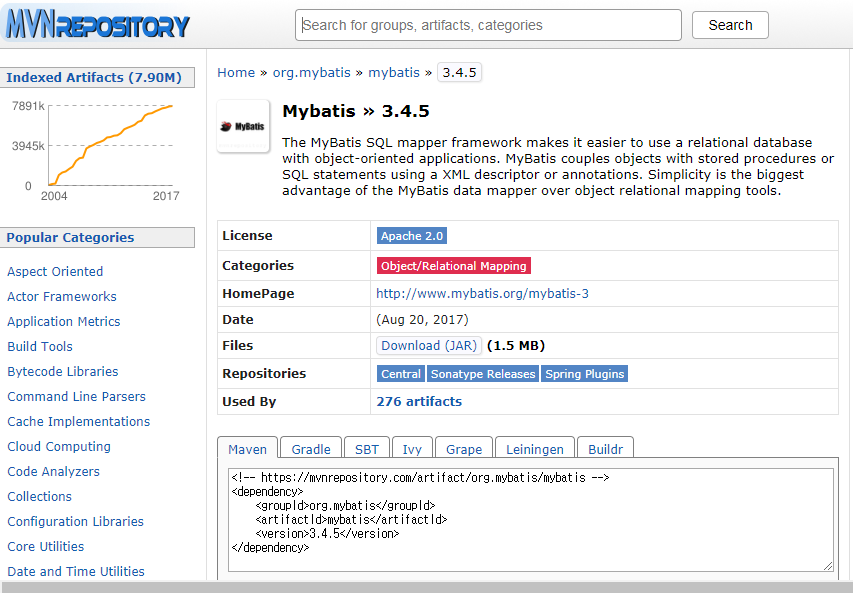 MVNREPOSITORY
Search for groups, artifacts, categories
Search
Indexed Artifacts (7.90M)
7891k
3945k
0
2004
2017
Popular Categories
Aspect Oriented
Actor Frameworks
Application Metrics
Build Tools
Bytecode Libraries
Command Line Parsers
Cache Implementations
Cloud Computing
Code Analyzers
Collections
Configuration Libraries
Core Utilities
Date and Time Utilities
Home » org.mybatis » mybatis » 3.4.5
MyBatis
Mybatis » 3.4.5
The MyBatis SQL mapper framework makes it easier to use a relational database
with object-oriented applications. MyBatis couples objects with stored procedures or
SQL statements using a XML descriptor or annotations. Simplicity is the biggest
advantage of the MyBatis data mapper over object relational mapping tools.
License Apache 2.0
Categories Object/Relational Mapping
HomePage http://www.mybatis.org/mybatis-3
Date (Aug 20, 2017)
Files Download (JAR) (1.5 MB)
Repositories Central Sonatype Releases Spring Plugins
Used By 276 artifacts
Maven Gradle SBT Ivy Grape Leiningen Buildr
<!-- https://mvnrepository.com/artifact/org.mybatis/mybatis -->
<dependency>
    <groupId>org.mybatis</groupId>
    <artifactId>mybatis</artifactId>
    <version>3.4.5</version>
</dependency>